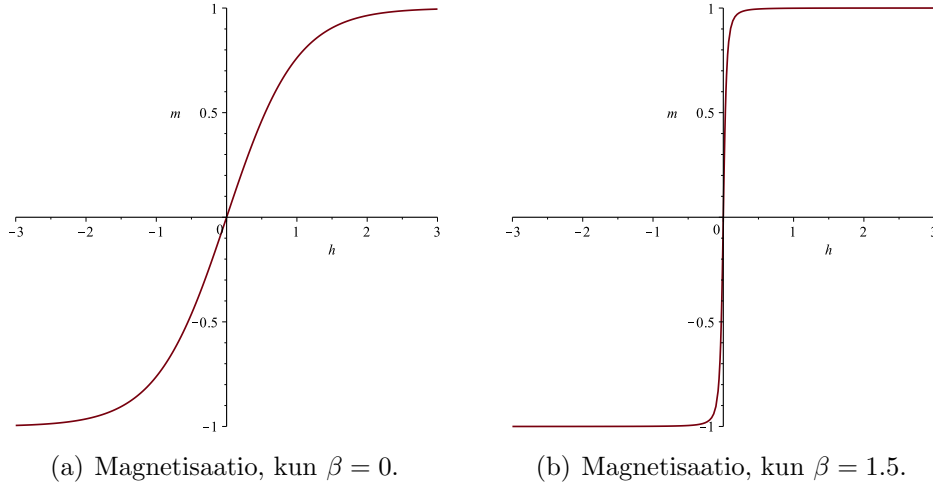 1
m
0.5
−3 −2 −1 0 1 2 3
h
−0.5
−1
(a) Magnetisaatio, kun β = 0.
1
m
0.5
−3 −2 −1 0 1 2 3
h
−0.5
−1
(b) Magnetisaatio, kun β = 1.5.